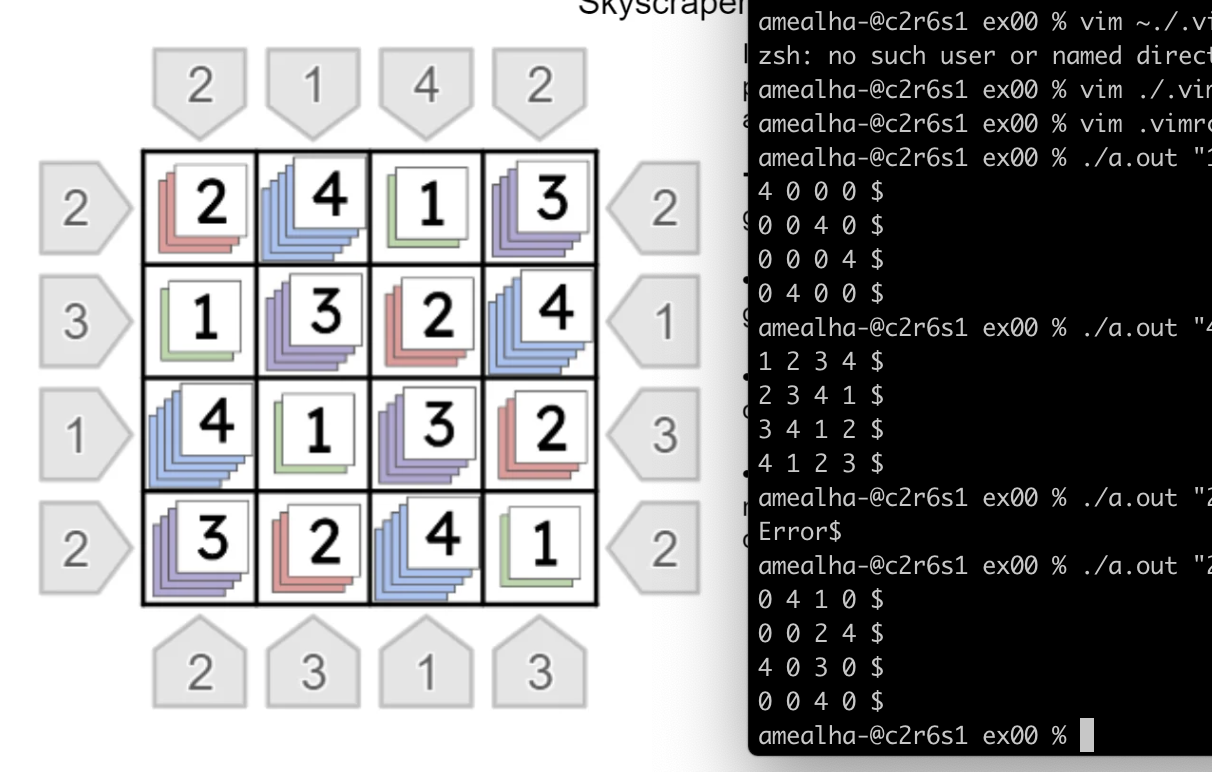 Skyscraper
2 1 4 2
2 2 4 1 3 2
3 1 3 2 4 1
1 4 1 3 2 3
2 3 2 4 1 2
2 3 1 3
amealha-@c2r6s1 ex00 % vim ~./.vi
zsh: no such user or named direct
amealha-@c2r6s1 ex00 % vim ./.vim
amealha-@c2r6s1 ex00 % vim .vimrc
amealha-@c2r6s1 ex00 % ./a.out "1
4 0 0 0 $
0 0 4 0 $
0 0 0 4 $
0 4 0 0 $
amealha-@c2r6s1 ex00 % ./a.out "4
1 2 3 4 $
2 3 4 1 $
3 4 1 2 $
4 1 2 3 $
amealha-@c2r6s1 ex00 % ./a.out "2
Error$
amealha-@c2r6s1 ex00 % ./a.out "2
0 4 1 0 $
0 0 2 4 $
4 0 3 0 $
0 0 4 0 $
amealha-@c2r6s1 ex00 %